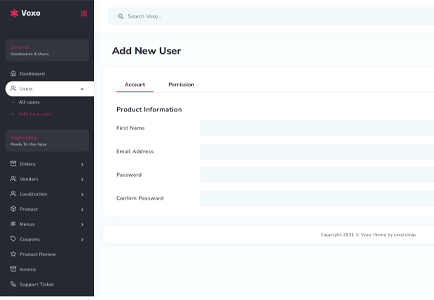 Voxo
Search Voxo ..
General
Dashboards & Users
Dashboard
Users
All users
Add new user
Application
Ready To Use Apps
Orders
Vendors
Localization
Product
Menus
Coupons
Product Review
Invoice
Support Ticket
Add New User
Account
Permission
Product Information
First Name
Email Address
Password
Confirm Password
Copyright 2021 © Voxo theme by pixelstrap